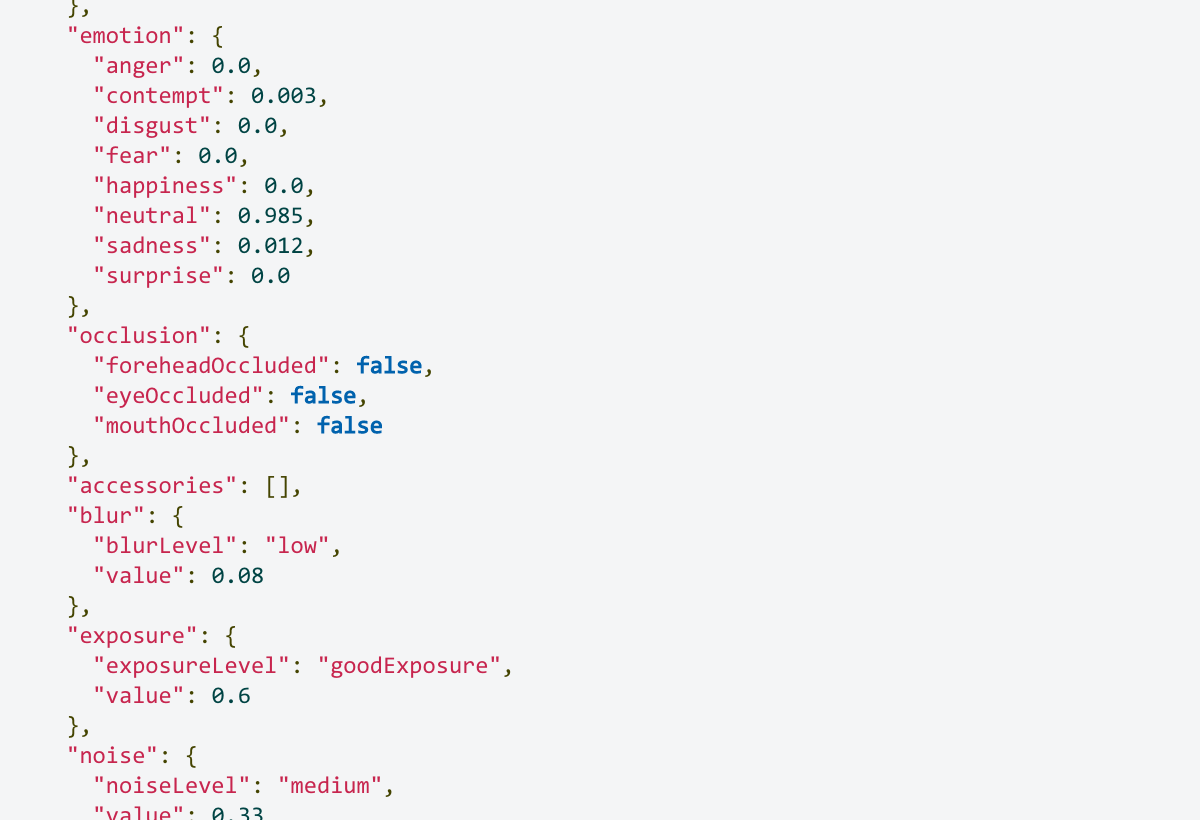 },
"emotion": {
"anger": 0.0,
"contempt": 0.003,
"disgust": 0.0,
"fear": 0.0,
"happiness": 0.0,
"neutral": 0.985,
"sadness": 0.012,
"surprise": 0.0
},
"occlusion": {
"foreheadOccluded": false,
"eyeOccluded": false,
"mouthOccluded": false
},
"accessories": [],
"blur": {
"blurLevel": "low",
"value": 0.08
},
"exposure": {
"exposureLevel": "goodExposure",
"value": 0.6
},
"noise": {
"noiseLevel": "medium",
"value": 0.33